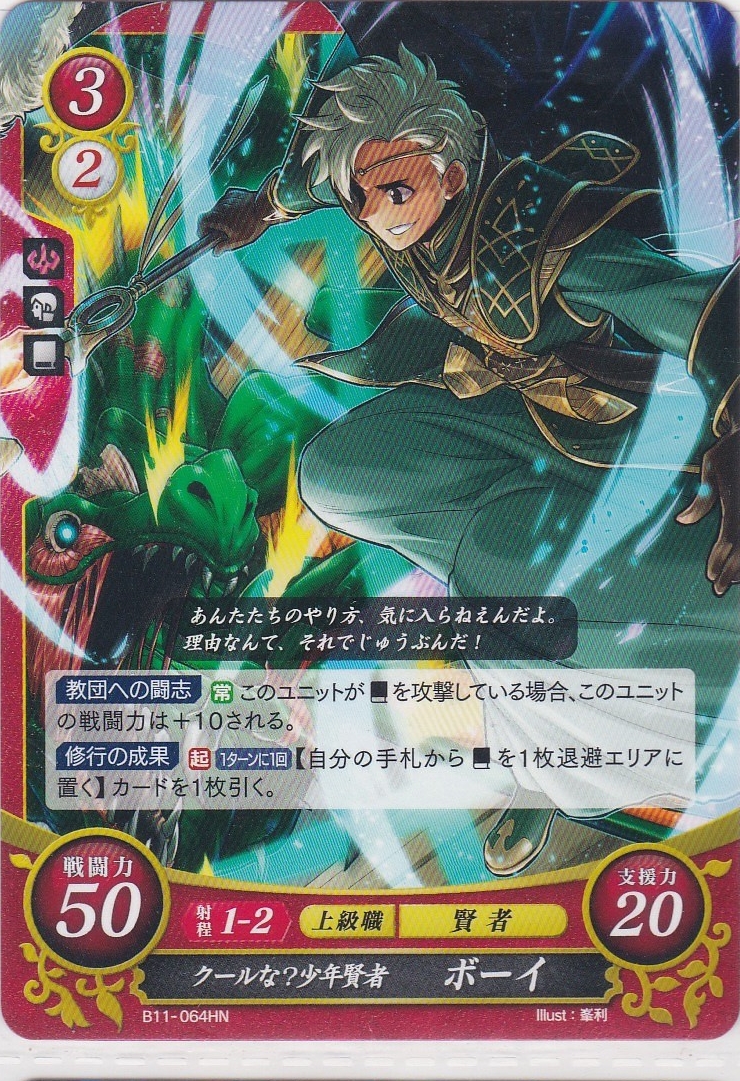 3
2
あんたたちのやり方、気に入らねえんだよ。
理由なんて、それでじゅうぶんだ！
教団への闘志 常 このユニットが を攻撃している場合、このユニット
の戦闘力は＋10される。
修行の成果 起 1ターンに1回【自分の手札から を1枚退避エリアに
置く】カードを1枚引く。
戦闘力
50
射程 1-2
上級職
賢者
支援力
20
クールな？少年賢者 ボーイ
B11-064HN
Illust：峯利